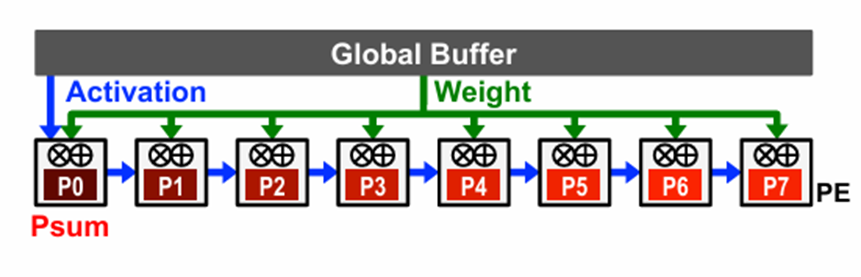 Global Buffer
Activation
Weight
P0 P1 P2 P3 P4 P5 P6 P7
PE
Psum